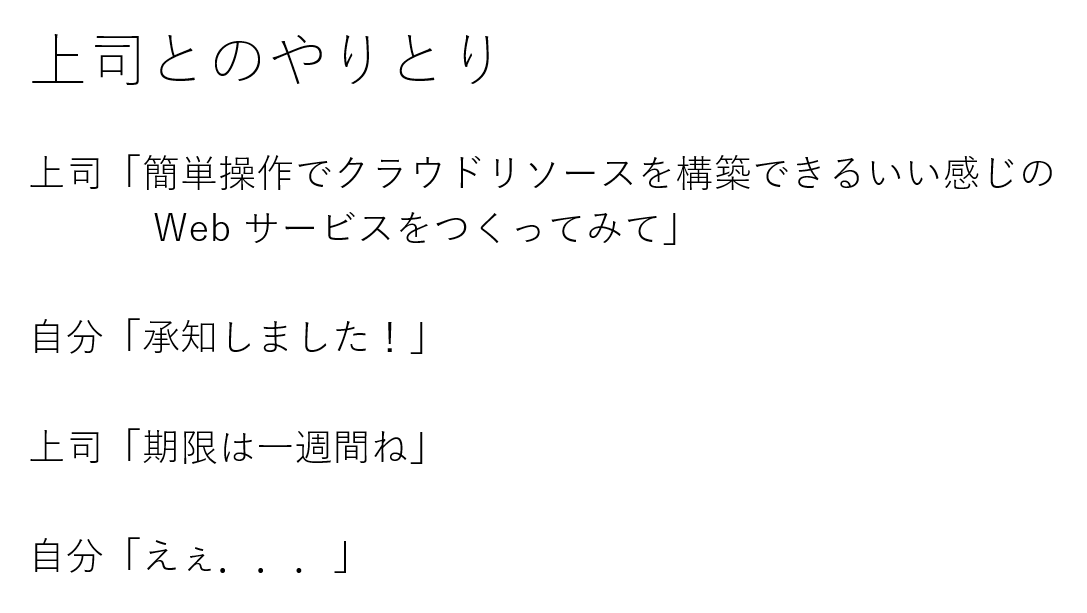 上司とのやりとり
上司「簡単操作でクラウドリソースを構築できるいい感じの
Web サービスをつくってみて」
自分「承知しました！」
上司「期限は一週間ね」
自分「えぇ．．．」